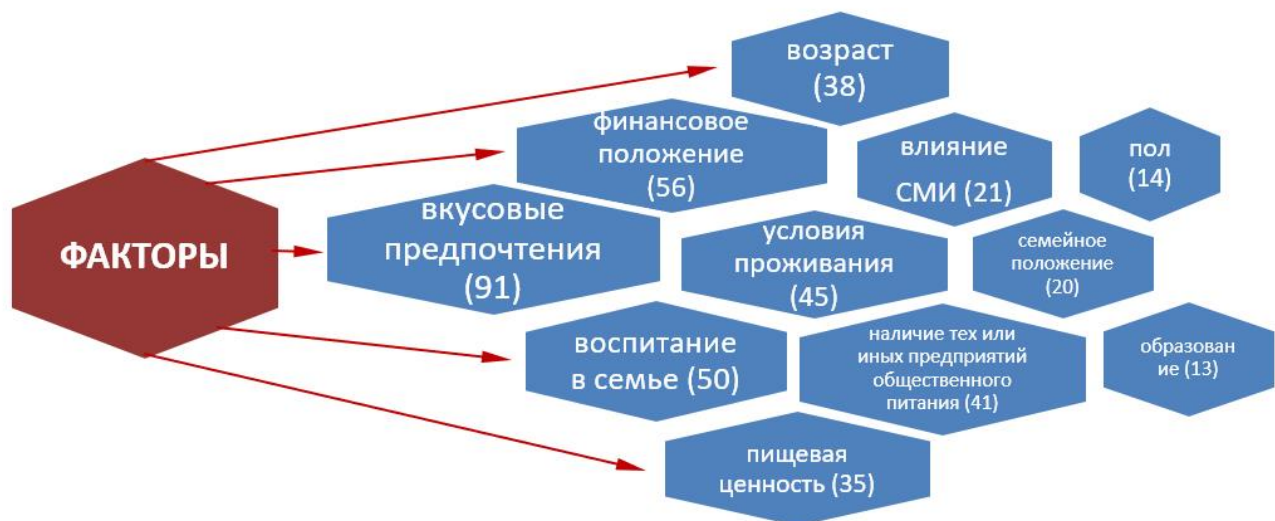 ФАКТОРЫ
возраст
(38)
финансовое
положение
(56)
влияние
СМИ (21)
пол
(14)
вкусовые
предпочтения
(91)
условия
проживания
(45)
семейное
положение
(20)
воспитание
в семье (50)
наличие тех или
иных предприятий
общественного
питания (41)
образован
ие (13)
пищевая
ценность (35)